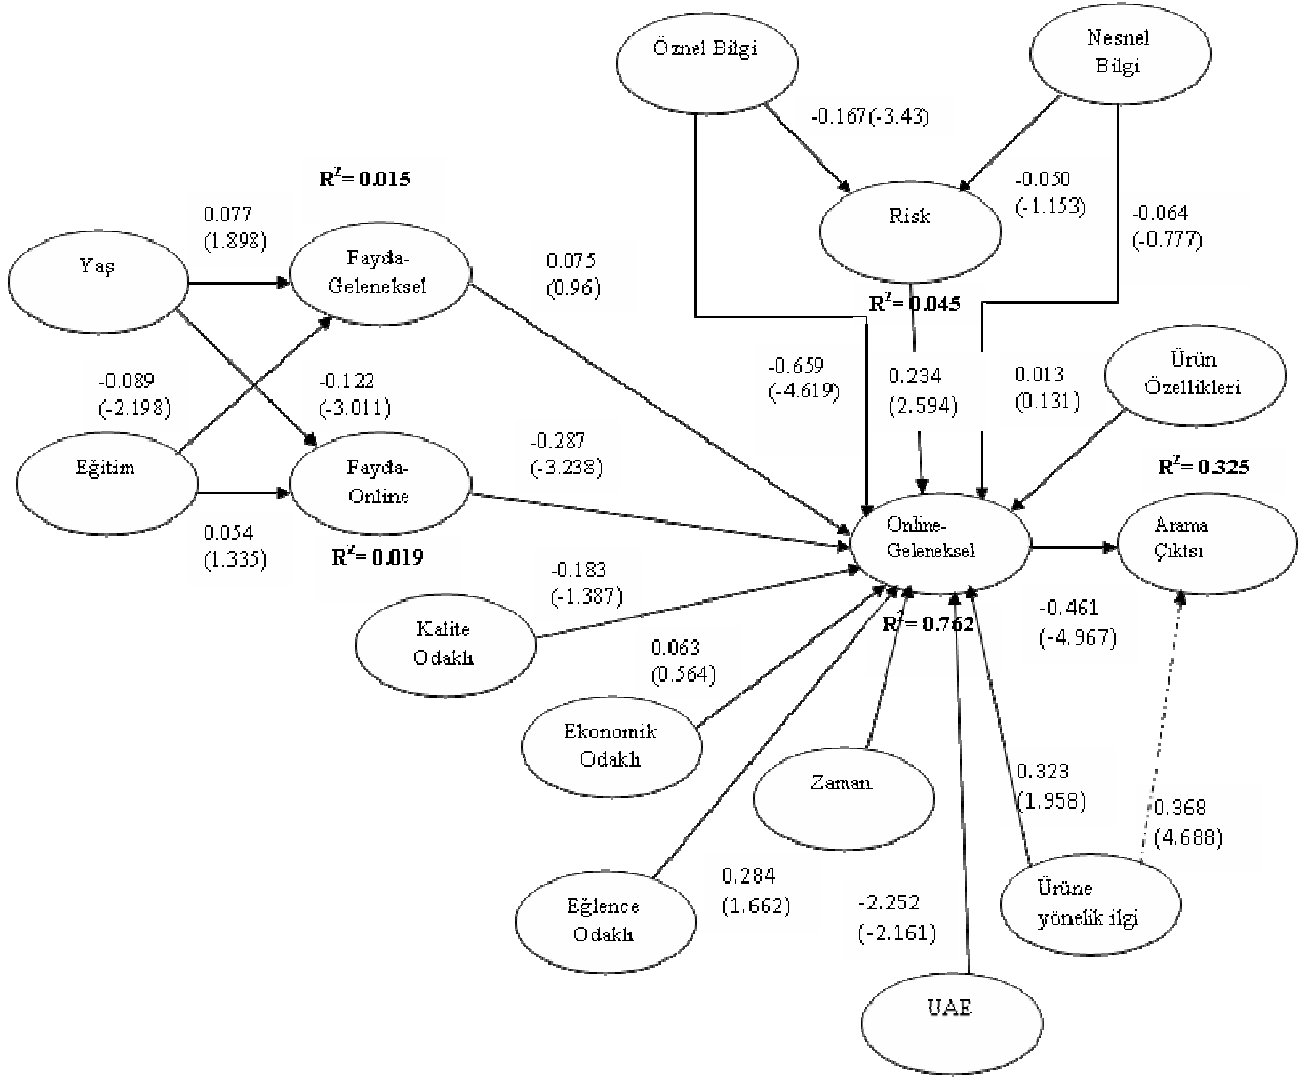 Öznel Bilgi
Nesnel
Bilgi
-0.167(-3.43)
R²= 0.015
-0.050
(-1.153)
0.077
(1.898)
Risk
-0.064
(-0.777)
Yaş
Fayda-
Geleneksel
0.075
(0.96)
R²= 0.045
-0.089
(-2.198)
-0.122
(-3.011)
-0.659
(-4.619)
0.234
(2.594)
0.013
(0.131)
Ürün
Özellikleri
Eğitim
Fayda-
Online
-0.287
(-3.238)
R²= 0.325
0.054
(1.335)
R²= 0.019
Online-
Geleneksel
Arama
Çıktısı
-0.183
(-1.387)
R²= 0.762
-0.461
(-4.967)
Kalite
Odaklı
0.063
(0.564)
Ekonomik
Odaklı
Zaman
0.323
(1.958)
0.368
(4.688)
Eğlence
Odaklı
0.284
(1.662)
-2.252
(-2.161)
Ürüne
yönelik ilgi
UAE